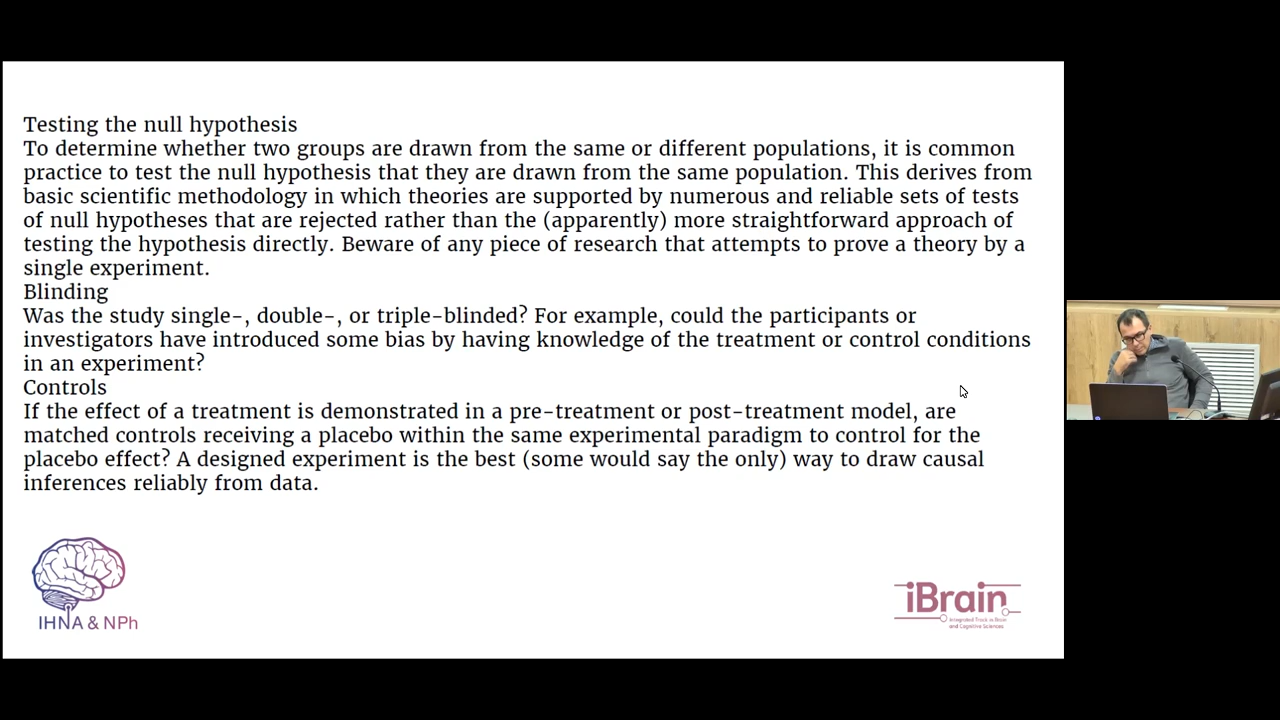 Testing the null hypothesis
To determine whether two groups are drawn from the same or different populations, it is common
practice to test the null hypothesis that they are drawn from the same population. This derives from
basic scientific methodology in which theories are supported by numerous and reliable sets of tests
of null hypotheses that are rejected rather than the (apparently) more straightforward approach of
testing the hypothesis directly. Beware of any piece of research that attempts to prove a theory by a
single experiment.
Blinding
Was the study single-, double-, or triple-blinded? For example, could the participants or
investigators have introduced some bias by having knowledge of the treatment or control conditions
in an experiment?
Controls
If the effect of a treatment is demonstrated in a pre-treatment or post-treatment model, are
matched controls receiving a placebo within the same experimental paradigm to control for the
placebo effect? A designed experiment is the best (some would say the only) way to draw causal
inferences reliably from data.
IHNA & NPh
iBrain
Integrated Track in Brain
and Cognitive Sciences